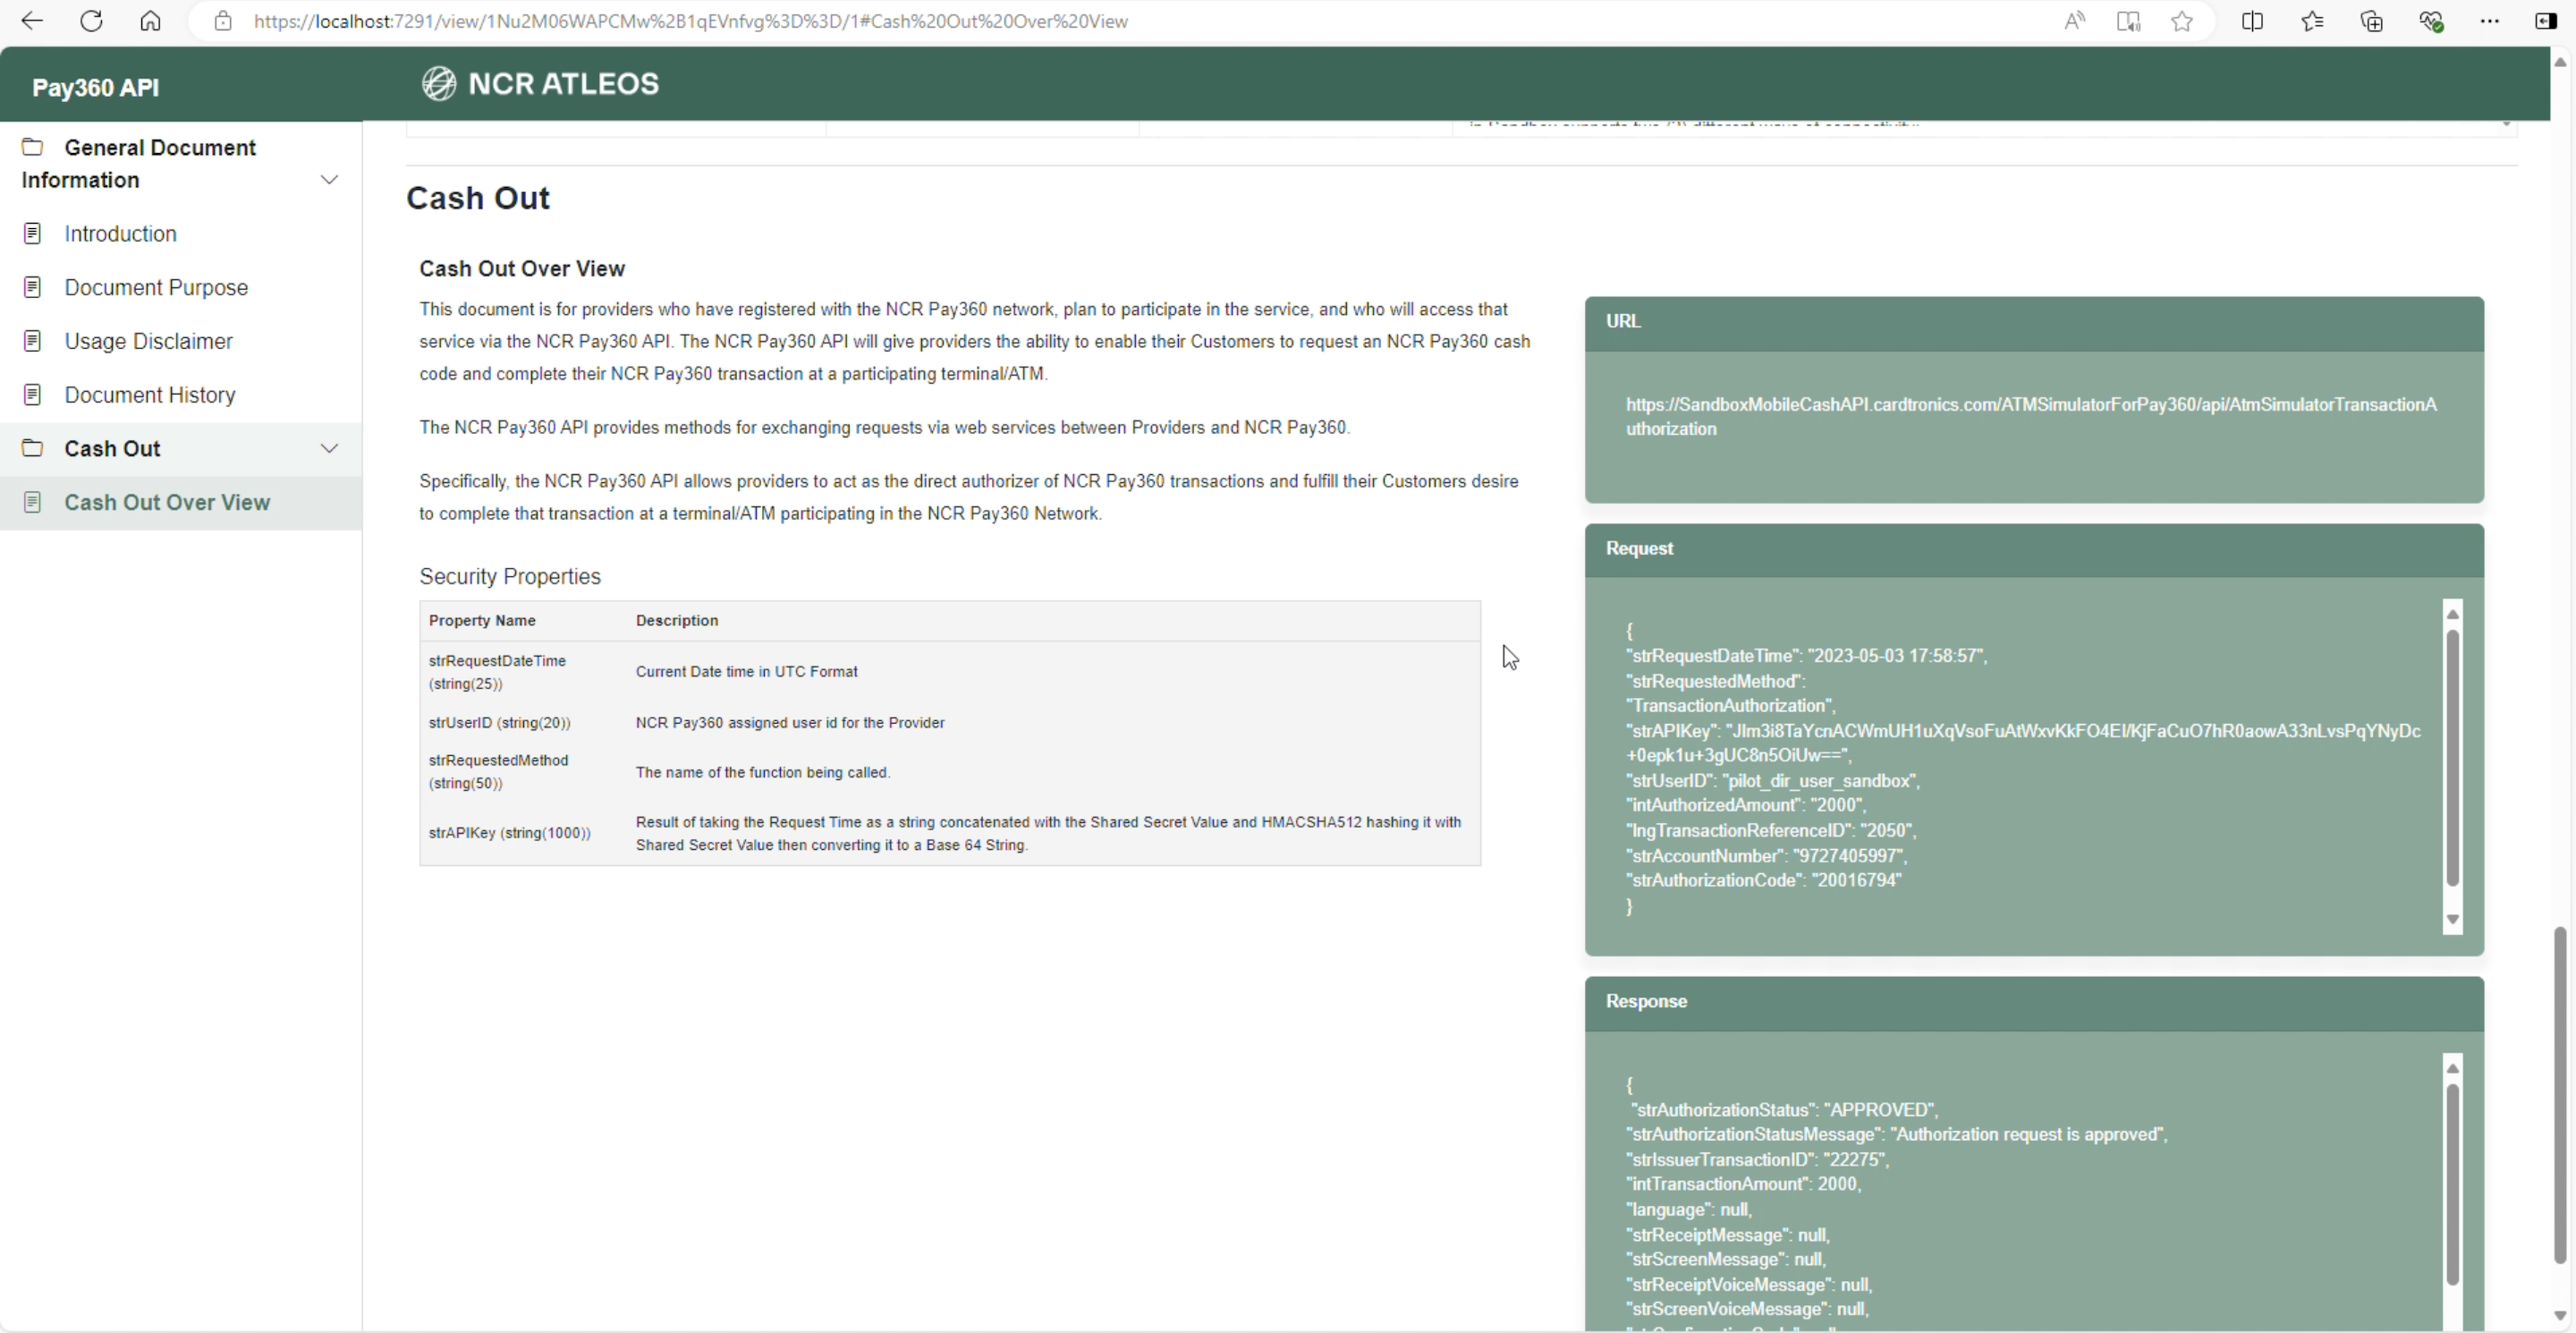 https://localhost:7291/view/1Nu2M06WAPCMw%2B1qEVnfvg%3D%3D/1#Cash%20Out%20Over%20View
Pay360 API
NCR ATLEOS
General Document
Information
Introduction
Document Purpose
Usage Disclaimer
Document History
Cash Out
Cash Out Over View
in Sandbox supports two (2) different ways of connectivity:
Cash Out
Cash Out Over View
This document is for providers who have registered with the NCR Pay360 network, plan to participate in the service, and who will access that
service via the NCR Pay360 API. The NCR Pay360 API will give providers the ability to enable their Customers to request an NCR Pay360 cash
code and complete their NCR Pay360 transaction at a participating terminal/ATM.
The NCR Pay360 API provides methods for exchanging requests via web services between Providers and NCR Pay360.
Specifically, the NCR Pay360 API allows providers to act as the direct authorizer of NCR Pay360 transactions and fulfill their Customers desire
to complete that transaction at a terminal/ATM participating in the NCR Pay360 Network.
Security Properties
Property Name Description
strRequestDateTime
(string(25))
Current Date time in UTC Format
strUserID (string(20)) NCR Pay360 assigned user id for the Provider
strRequestedMethod
(string(50))
The name of the function being called.
strAPIKey (string(1000))
Result of taking the Request Time as a string concatenated with the Shared Secret Value and HMACSHA512 hashing it with
Shared Secret Value then converting it to a Base 64 String.
URL
https://SandboxMobileCashAPI.cardtronics.com/ATMSimulatorForPay360/api/AtmSimulatorTransactionA
uthorization
Request
{
"strRequestDateTime": "2023-05-03 17:58:57",
"strRequestedMethod":
"TransactionAuthorization",
"strAPIKey": "JIm3i8TaYcnACWmUH1uXqVsoFuAtWxvKkFO4EI/KjFaCuO7hR0aowA33nLvsPqYNyDc
+0epk1u+3gUC8n5OiUw==",
"strUserID": "pilot_dir_user_sandbox",
"intAuthorizedAmount": "2000",
"lngTransactionReferenceID": "2050",
"strAccountNumber": "9727405997",
"strAuthorizationCode": "20016794"
}
Response
{
"strAuthorizationStatus": "APPROVED",
"strAuthorizationStatusMessage": "Authorization request is approved",
"strIssuerTransactionID": "22275",
"intTransactionAmount": 2000,
"language": null,
"strReceiptMessage": null,
"strScreenMessage": null,
"strReceiptVoiceMessage": null,
"strScreenVoiceMessage": null,